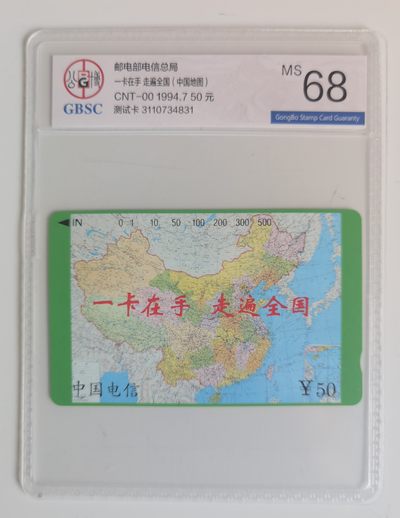 邮电部电信总局
一卡在手 走遍全国（中国地图）
CNT-00 1994.7 50 元
测试卡 3110734831
GBSC
MS 68
GongBo Stamp Card Guaranty
IN 0 1 10 50 100 200 300 500
一卡在手 走遍全国
中国电信
¥50